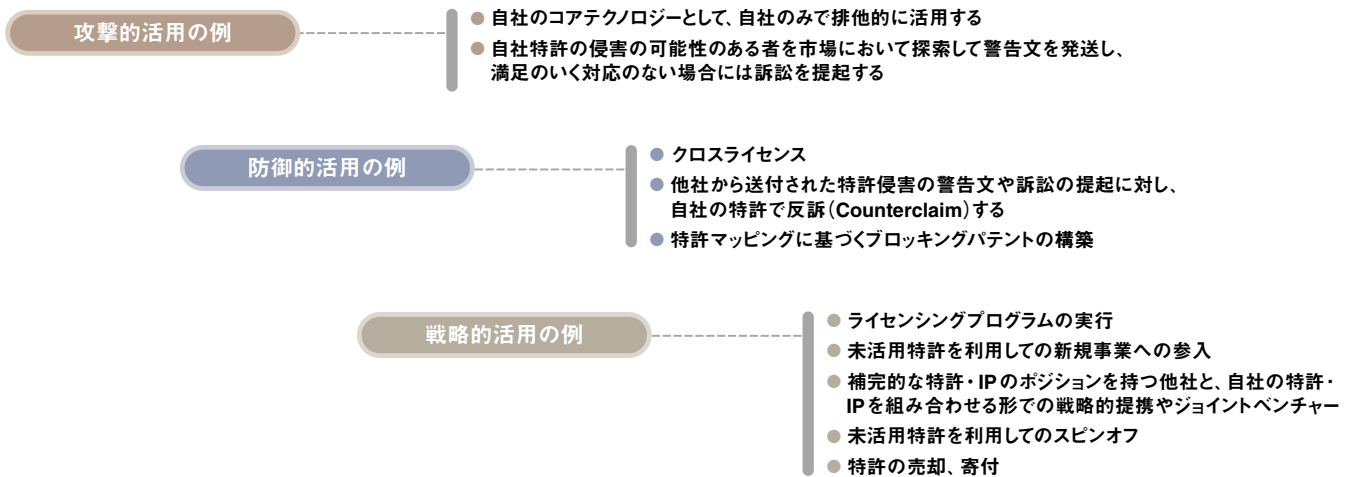 攻撃的活用の例
● 自社のコアテクノロジーとして、自社のみで排他的に活用する
● 自社特許の侵害の可能性のある者を市場において探索して警告文を発送し、
満足のいく対応のない場合には訴訟を提起する
防御的活用の例
● クロスライセンス
● 他社から送付された特許侵害の警告文や訴訟の提起に対し、
自社の特許で反訴(Counterclaim)する
● 特許マッピングに基づくブロッキングパテントの構築
戦略的活用の例
● ライセンシングプログラムの実行
● 未活用特許を利用しての新規事業への参入
● 補完的な特許・IPのポジションを持つ他社と、自社の特許・
IPを組み合わせる形での戦略的提携やジョイントベンチャー
● 未活用特許を利用してのスピンオフ
● 特許の売却、寄付